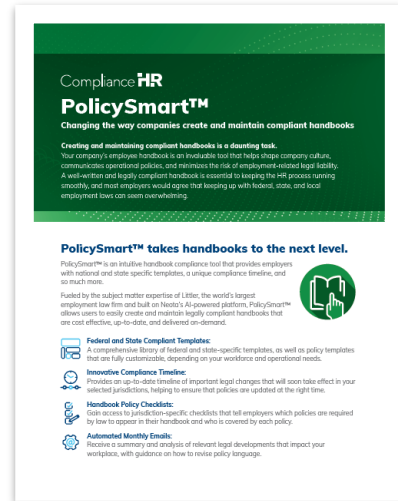 Compliance HR
PolicySmart™
Changing the way companies create and maintain compliant handbooks
Creating and maintaining compliant handbooks is a daunting task.
Your company's employee handbook is an invaluable tool that helps shape company culture,
communicates operational policies, and minimizes the risk of employment-related legal liability.
A well-written and legally compliant handbook is essential to keeping the HR process running
smoothly, and most employers would agree that keeping up with federal, state, and local
employment laws can seem overwhelming.
PolicySmart™ takes handbooks to the next level.
PolicySmart™ is an intuitive handbook compliance tool that provides employers
with national and state specific templates, a unique compliance timeline, and
so much more.
Fueled by the subject matter expertise of Littler, the world's largest
employment law firm and built on Neota's AI-powered platform, PolicySmart™
allows users to easily create and maintain legally compliant handbooks that
are cost effective, up-to-date, and delivered on-demand.
Federal and State Compliant Templates:
A comprehensive library of federal and state-specific templates, as well as policy templates
that are fully customizable, depending on your workforce and operational needs.
Innovative Compliance Timeline:
Provides an up-to-date timeline of important legal changes that will soon take effect in your
selected jurisdictions, helping to ensure that policies are updated at the right time.
Handbook Policy Checklists:
Gain access to jurisdiction-specific checklists that tell employers which policies are required
by law to appear in their handbook and who is covered by each policy.
Automated Monthly Emails:
Receive a summary and analysis of relevant legal developments that impact your
workplace, with guidance on how to revise policy language.